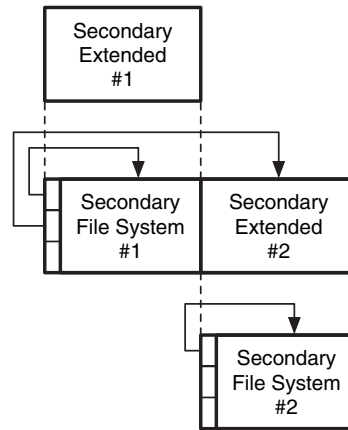 Secondary
Extended
#1
Secondary
File System
#1
Secondary
Extended
#2
Secondary
File System
#2